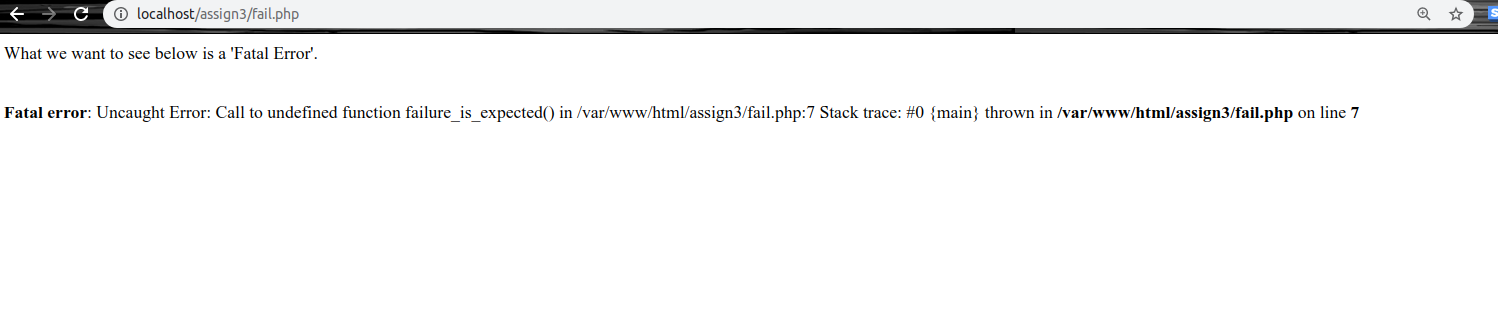 localhost/assign3/fail.php
What we want to see below is a 'Fatal Error'.
Fatal error: Uncaught Error: Call to undefined function failure_is_expected() in /var/www/html/assign3/fail.php:7 Stack trace: #0 {main} thrown in /var/www/html/assign3/fail.php on line 7